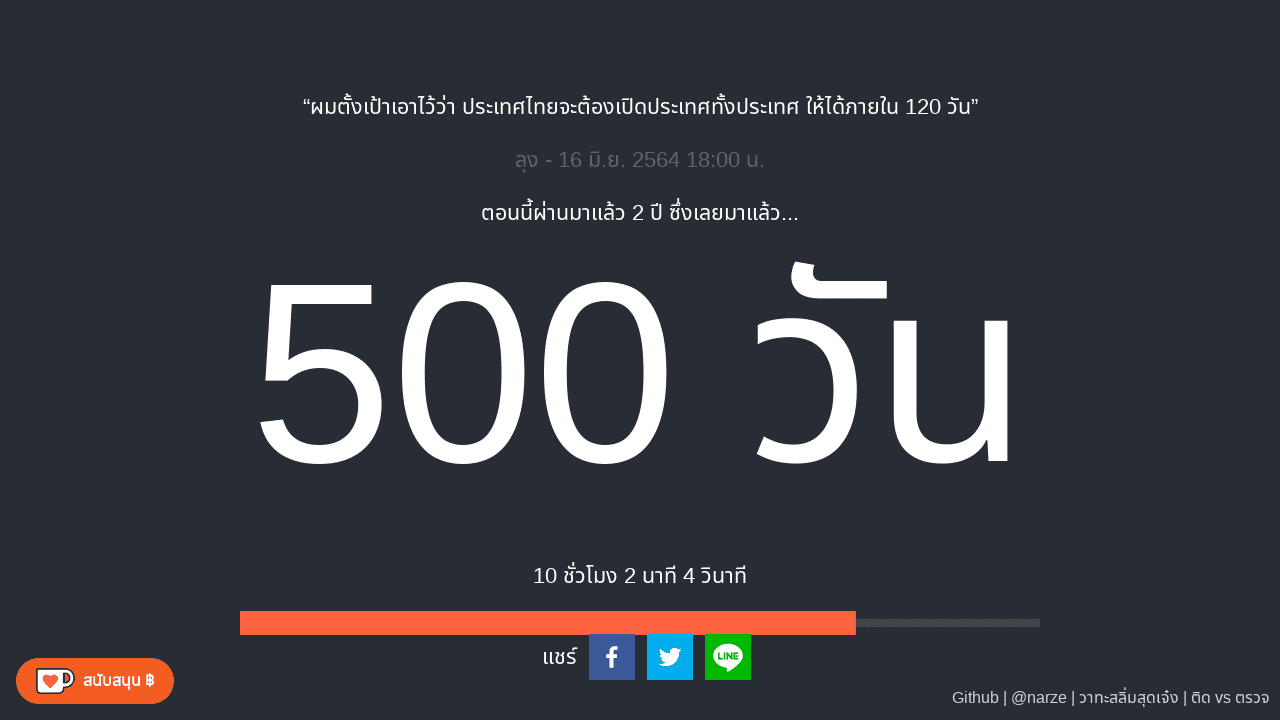 “ผมตั้งเป้าเอาไว้ว่า ประเทศไทยจะต้องเปิดประเทศทั้งประเทศ ให้ได้ภายใน 120 วัน”
ลุง - 16 มิ.ย. 2564 18:00 น.
ตอนนี้ผ่านมาแล้ว 2 ปี ซึ่งเลยมาแล้ว...
500 วัน
10 ชั่วโมง 2 นาที 4 วินาที
แชร์
LINE
สนับสนุน ฿
Github | @narze | วาทะสลิ่มสุดเจ๋ง | ติด vs ตรวจ